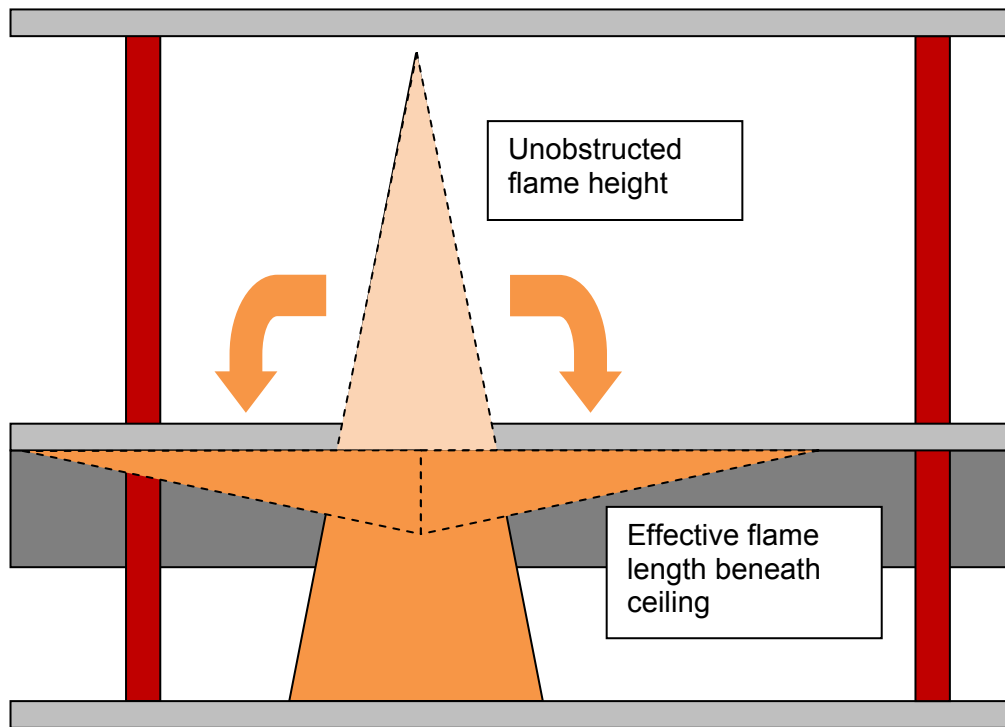 Unobstructed
flame height
Effective flame
length beneath
ceiling